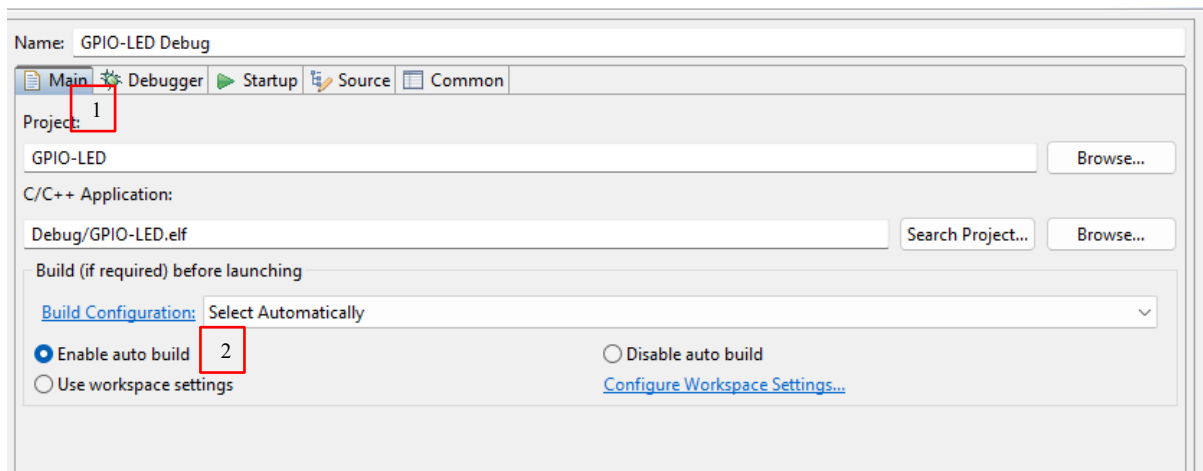 Name: GPIO-LED Debug
Main Debugger Startup Source Common
1
Project:
GPIO-LED Browse...
C/C++ Application:
Debug/GPIO-LED.elf Search Project... Browse...
Build (if required) before launching
Build Configuration: Select Automatically
Enable auto build 2 Disable auto build
Use workspace settings Configure Workspace Settings...